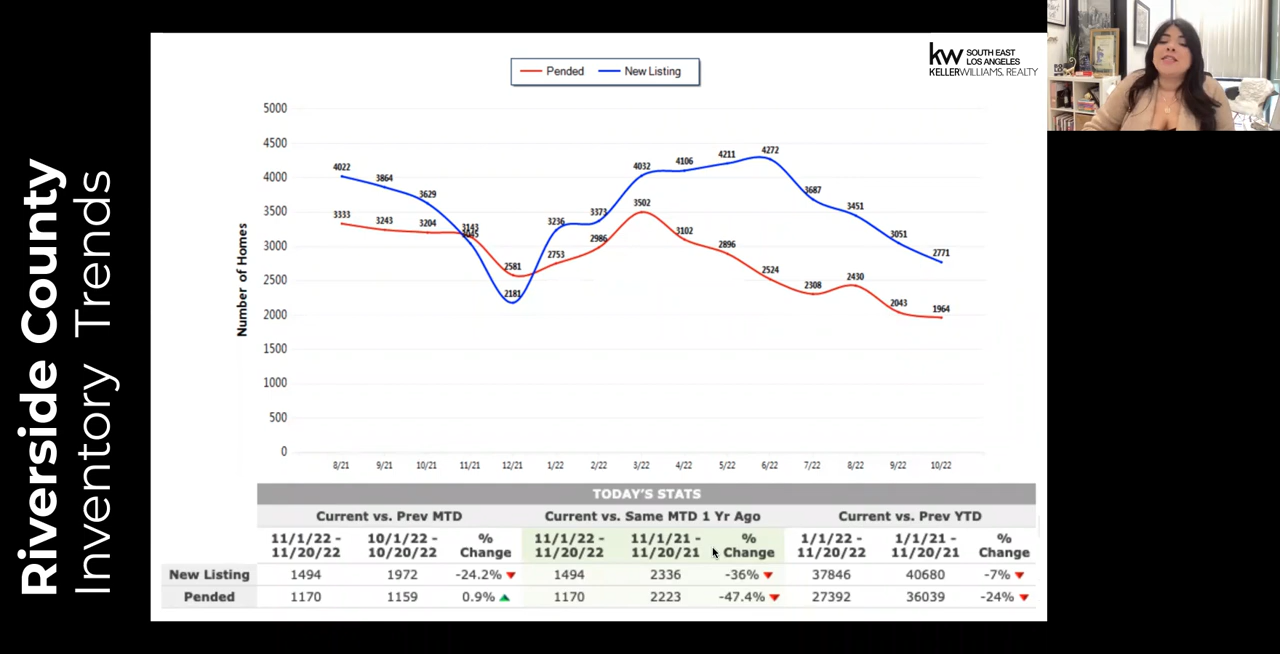 Riverside County
Inventory Trends
kw SOUTH EAST
LOS ANGELES
KELLERWILLIAMS. REALTY
Pended New Listing
Number of Homes
5000
4500
4000
3500
3000
2500
2000
1500
1000
500
0
4022 3864 3629 3045 2181 3236 3373 4032 4106 4211 4272 3687 3451 3051 2771
3333 3243 3204 3143 2581 2753 2986 3502 3102 2896 2524 2308 2430 2043 1964
8/21 9/21 10/21 11/21 12/21 1/22 2/22 3/22 4/22 5/22 6/22 7/22 8/22 9/22 10/22
TODAY'S STATS
Current vs. Prev MTD Current vs. Same MTD 1 Yr Ago Current vs. Prev YTD
11/1/22 - 10/1/22 - % 11/1/22 - 11/1/21 - % 1/1/22 - 1/1/21 - %
11/20/22 10/20/22 Change 11/20/22 11/20/21 Change 11/20/22 11/20/21 Change
New Listing 1494 1972 -24.2% 1494 2336 -36% 37846 40680 -7%
Pended 1170 1159 0.9% 1170 2223 -47.4% 27392 36039 -24%